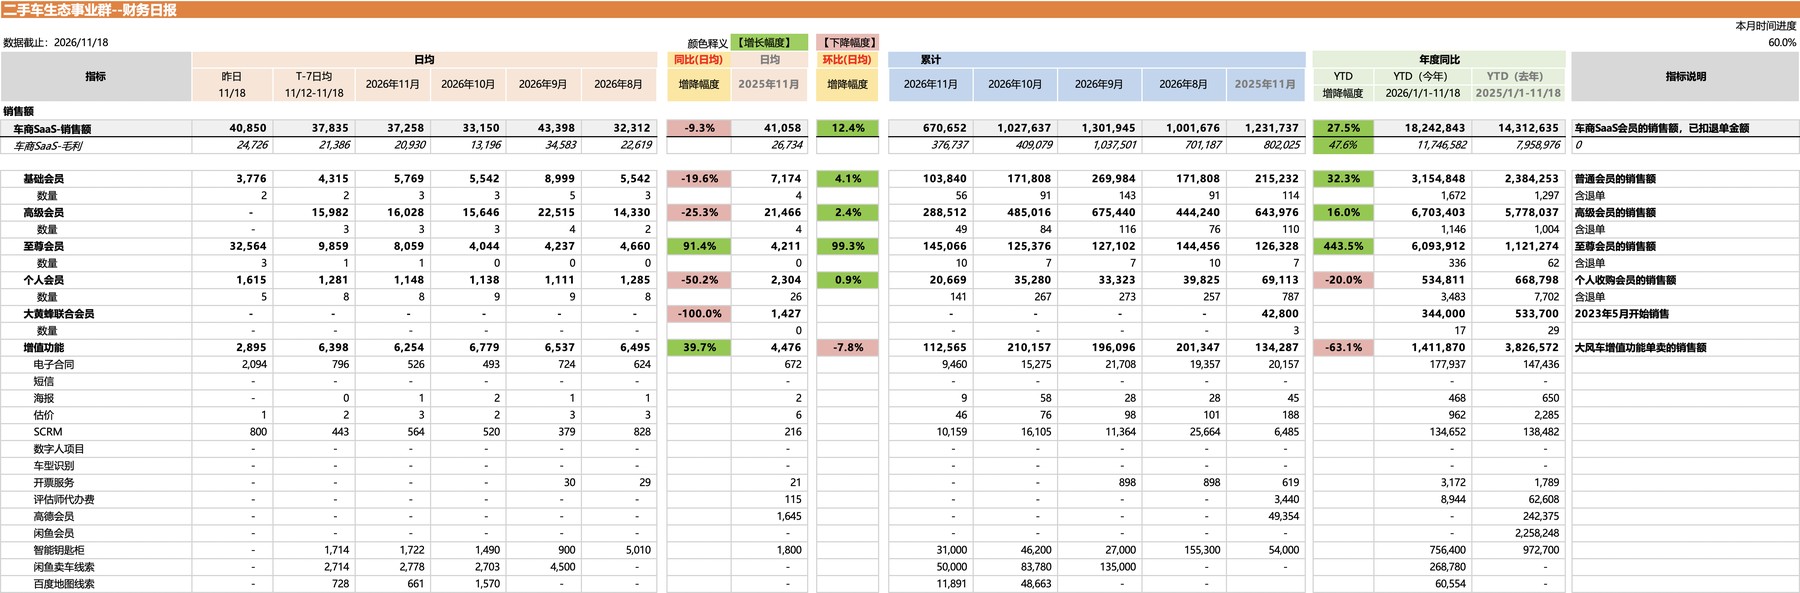 二手车生态事业群--财务日报
本月时间进度
数据截止：2026/11/18 颜色释义 【增长幅度】 【下降幅度】 60.0%
指标 日均 同比(日均) 日均 环比(日均) 累计 年度同比 指标说明
昨日 T-7日均 2026年11月 2026年10月 2026年9月 2026年8月 增降幅度 2025年11月 增降幅度 2026年11月 2026年10月 2026年9月 2026年8月 2025年11月 YTD YTD（今年） YTD（去年）
11/18 11/12-11/18 增降幅度 2026/1/1-11/18 2025/1/1-11/18
销售额
车商SaaS-销售额 40,850 37,835 37,258 33,150 43,398 32,312 -9.3% 41,058 12.4% 670,652 1,027,637 1,301,945 1,001,676 1,231,737 27.5% 18,242,843 14,312,635 车商SaaS会员的销售额，已扣退单金额
车商SaaS-毛利 24,726 21,386 20,930 13,196 34,583 22,619 26,734 376,737 409,079 1,037,501 701,187 802,025 47.6% 11,746,582 7,958,976 0
基础会员 3,776 4,315 5,769 5,542 8,999 5,542 -19.6% 7,174 4.1% 103,840 171,808 269,984 171,808 215,232 32.3% 3,154,848 2,384,253 普通会员的销售额
数量 2 2 3 3 5 3 4 56 91 143 91 114 1,672 1,297 含退单
高级会员 - 15,982 16,028 15,646 22,515 14,330 -25.3% 21,466 2.4% 288,512 485,016 675,440 444,240 643,976 16.0% 6,703,403 5,778,037 高级会员的销售额
数量 - 3 3 3 4 2 4 49 84 116 76 110 1,146 1,004 含退单
至尊会员 32,564 9,859 8,059 4,044 4,237 4,660 91.4% 4,211 99.3% 145,066 125,376 127,102 144,456 126,328 443.5% 6,093,912 1,121,274 至尊会员的销售额
数量 3 1 1 0 0 0 0 10 7 7 10 7 336 62 含退单
个人会员 1,615 1,281 1,148 1,138 1,111 1,285 -50.2% 2,304 0.9% 20,669 35,280 33,323 39,825 69,113 -20.0% 534,811 668,798 个人收购会员的销售额
数量 5 8 8 9 9 8 26 141 267 273 257 787 3,483 7,702 含退单
大黄蜂联合会员 - - - - - - -100.0% 1,427 - - - - 42,800 344,000 533,700 2023年5月开始销售
数量 - - - - - - 0 - - - - 3 17 29
增值功能 2,895 6,398 6,254 6,779 6,537 6,495 39.7% 4,476 -7.8% 112,565 210,157 196,096 201,347 134,287 -63.1% 1,411,870 3,826,572 大风车增值功能单卖的销售额
电子合同 2,094 796 526 493 724 624 672 9,460 15,275 21,708 19,357 20,157 177,937 147,436
短信 - - - - - - - - - - - - - -
海报 - 0 1 2 1 1 2 9 58 28 28 45 468 650
估价 1 2 3 2 3 3 6 46 76 98 101 188 962 2,285
SCRM 800 443 564 520 379 828 216 10,159 16,105 11,364 25,664 6,485 134,652 138,482
数字人项目 - - - - - - - - - - - - - -
车型识别 - - - - - - - - - - - - - -
开票服务 - - - - 30 29 21 - - 898 898 619 3,172 1,789
评估师代办费 - - - - - - 115 - - - - 3,440 8,944 62,608
高德会员 - - - - - - 1,645 - - - - 49,354 - 242,375
闲鱼会员 - - - - - - - - - - - - - 2,258,248
智能钥匙柜 - 1,714 1,722 1,490 900 5,010 1,800 31,000 46,200 27,000 155,300 54,000 756,400 972,700
闲鱼卖车线索 - 2,714 2,778 2,703 4,500 - - 50,000 83,780 135,000 - - 268,780 -
百度地图线索 - 728 661 1,570 - - - 11,891 48,663 - - - 60,554 -